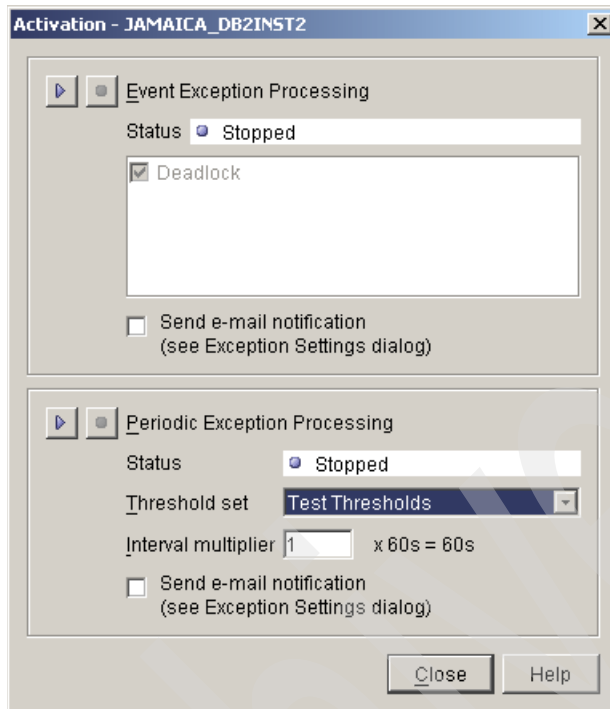 Activation - JAMAICA_DB2INST2
Event Exception Processing
Status Stopped
Deadlock
Send e-mail notification
(see Exception Settings dialog)
Periodic Exception Processing
Status Stopped
Threshold set Test Thresholds
Interval multiplier 1 x 60s = 60s
Send e-mail notification
(see Exception Settings dialog)
Close Help